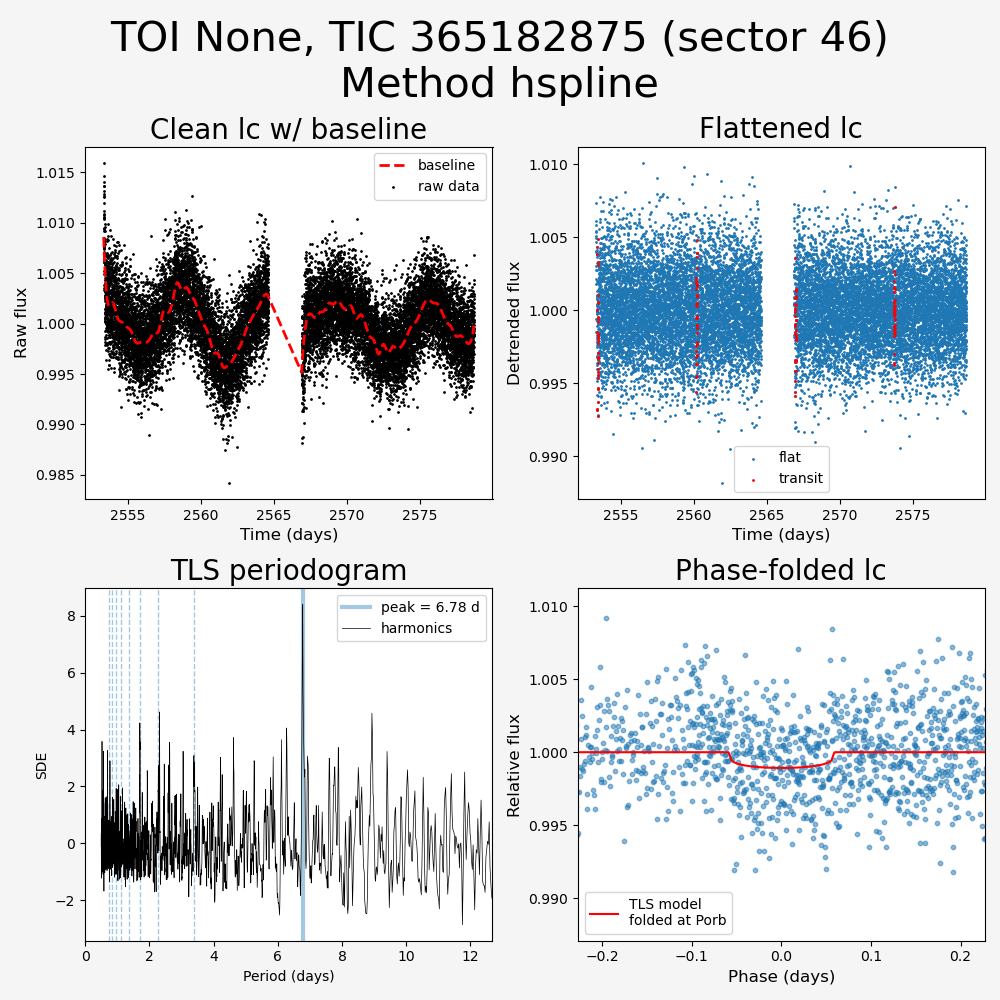 TOI None, TIC 365182875 (sector 46)
Method hspline
Clean lc w/ baseline
Raw flux
1.015
1.010
1.005
1.000
0.995
0.990
0.985
baseline
raw data
2555 2560 2565 2570 2575
Time (days)
Flattened lc
Detrended flux
1.010
1.005
1.000
0.995
0.990
flat
transit
2555 2560 2565 2570 2575
Time (days)
TLS periodogram
SDE
8
6
4
2
0
−2
peak = 6.78 d
harmonics
0 2 4 6 8 10 12
Period (days)
Phase-folded lc
Relative flux
1.010
1.005
1.000
0.995
0.990
TLS model
folded at Porb
−0.2 −0.1 0.0 0.1 0.2
Phase (days)